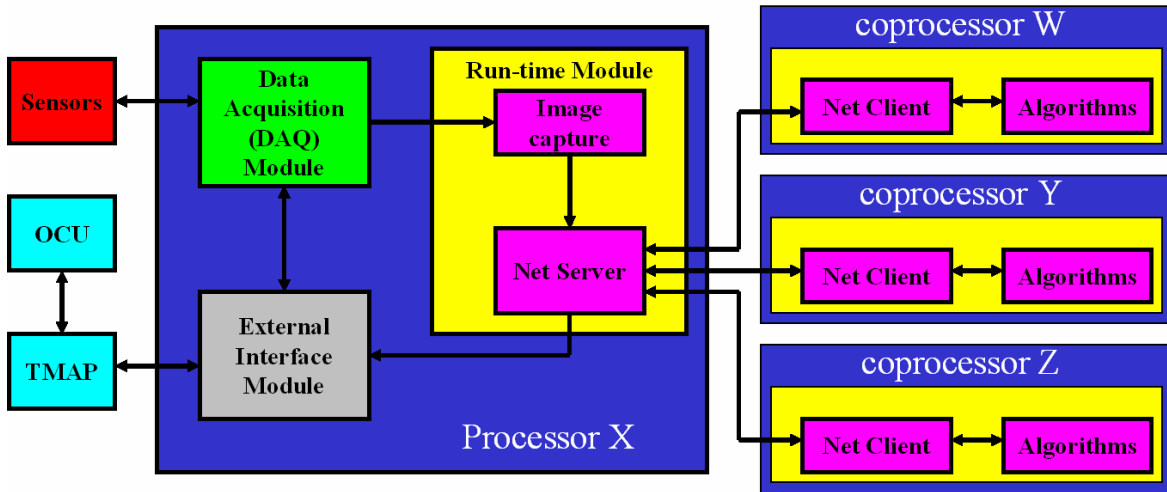 Sensors
OCU
TMAP
Data
Acquisition
(DAQ)
Module
External
Interface
Module
Run-time Module
Image
capture
Net Server
Processor X
coprocessor W
Net Client
Algorithms
coprocessor Y
Net Client
Algorithms
coprocessor Z
Net Client
Algorithms